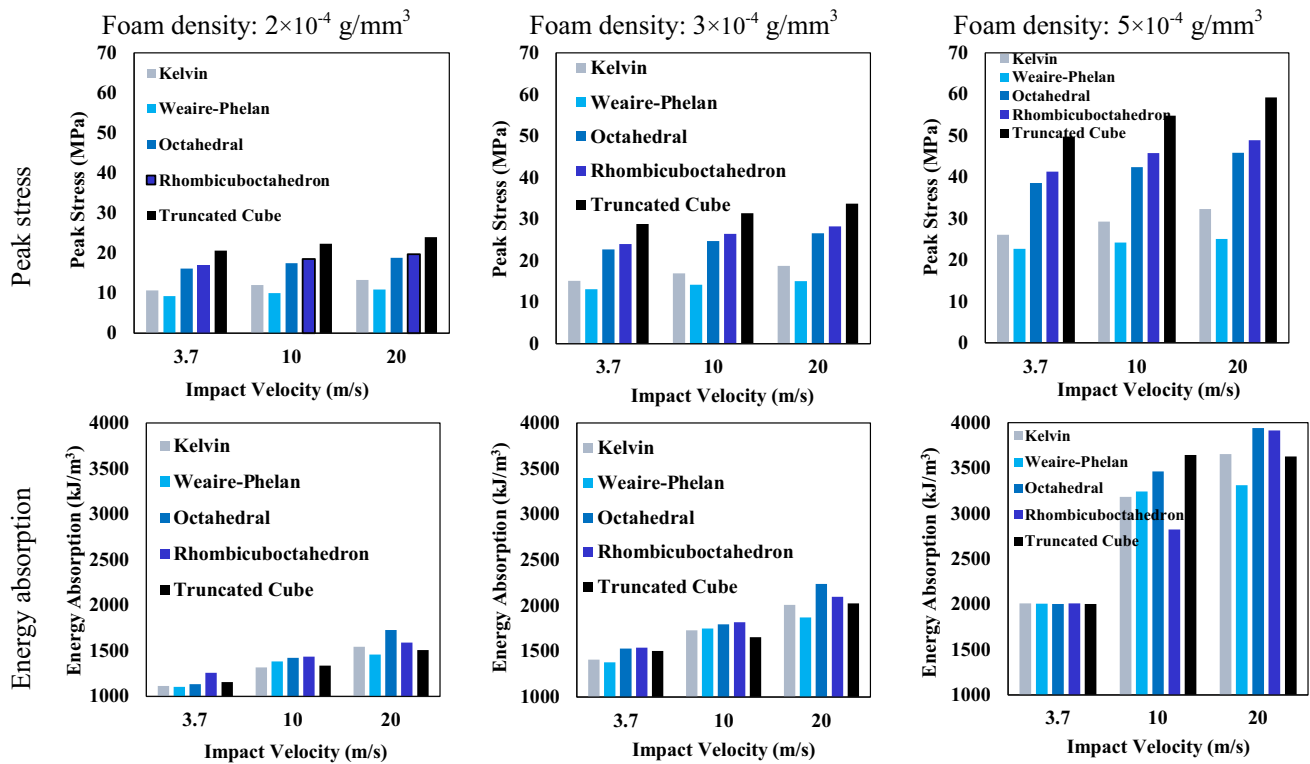 Foam density: 2×10⁻⁴ g/mm³
Foam density: 3×10⁻⁴ g/mm³
Foam density: 5×10⁻⁴ g/mm³
Peak stress
Peak Stress (MPa)
70
60
50
40
30
20
10
0
Kelvin
Weaire-Phelan
Octahedral
Rhombicuboctahedron
Truncated Cube
3.7 10 20
Impact Velocity (m/s)
Peak Stress (MPa)
70
60
50
40
30
20
10
0
Kelvin
Weaire-Phelan
Octahedral
Rhombicuboctahedron
Truncated Cube
3.7 10 20
Impact Velocity (m/s)
Peak Stress (MPa)
70
60
50
40
30
20
10
0
Kelvin
Weaire-Phelan
Octahedral
Rhombicuboctahedron
Truncated Cube
3.7 10 20
Impact Velocity (m/s)
Energy absorption
Energy Absorption (kJ/m³)
4000
3500
3000
2500
2000
1500
1000
Kelvin
Weaire-Phelan
Octahedral
Rhombicuboctahedron
Truncated Cube
3.7 10 20
Impact Velocity (m/s)
Energy Absorption (kJ/m³)
4000
3500
3000
2500
2000
1500
1000
Kelvin
Weaire-Phelan
Octahedral
Rhombicuboctahedron
Truncated Cube
3.7 10 20
Impact Velocity (m/s)
Energy Absorption (kJ/m³)
4000
3500
3000
2500
2000
1500
1000
Kelvin
Weaire-Phelan
Octahedral
Rhombicuboctahedron
Truncated Cube
3.7 10 20
Impact Velocity (m/s)